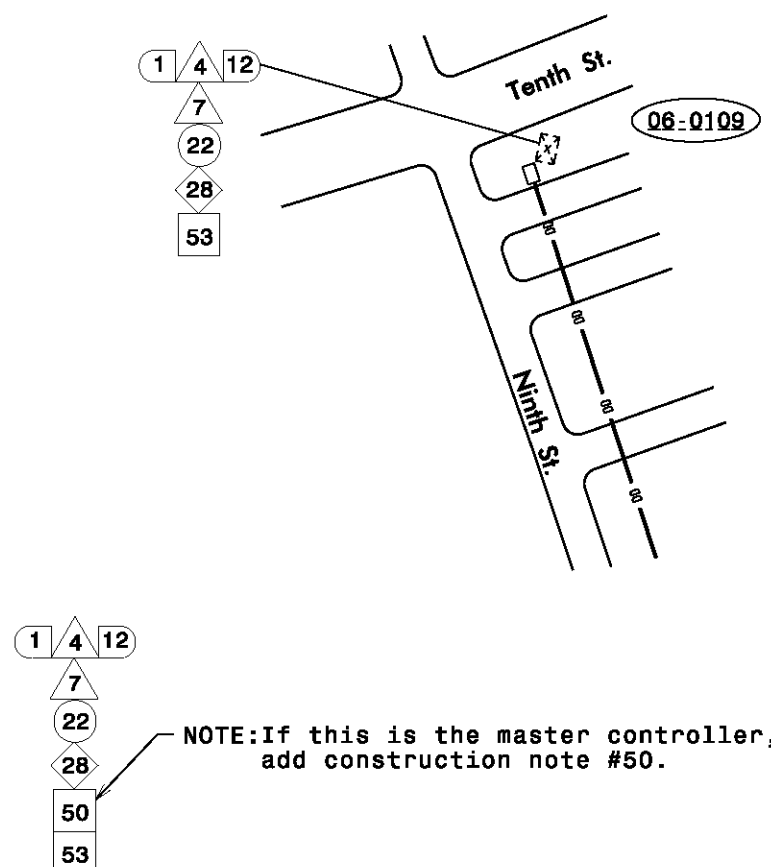 1 4 12
7
22
28
53
Tenth St.
06-0109
Ninth St.
1 4 12
7
22
28
50
53
NOTE:If this is the master controller,
add construction note #50.